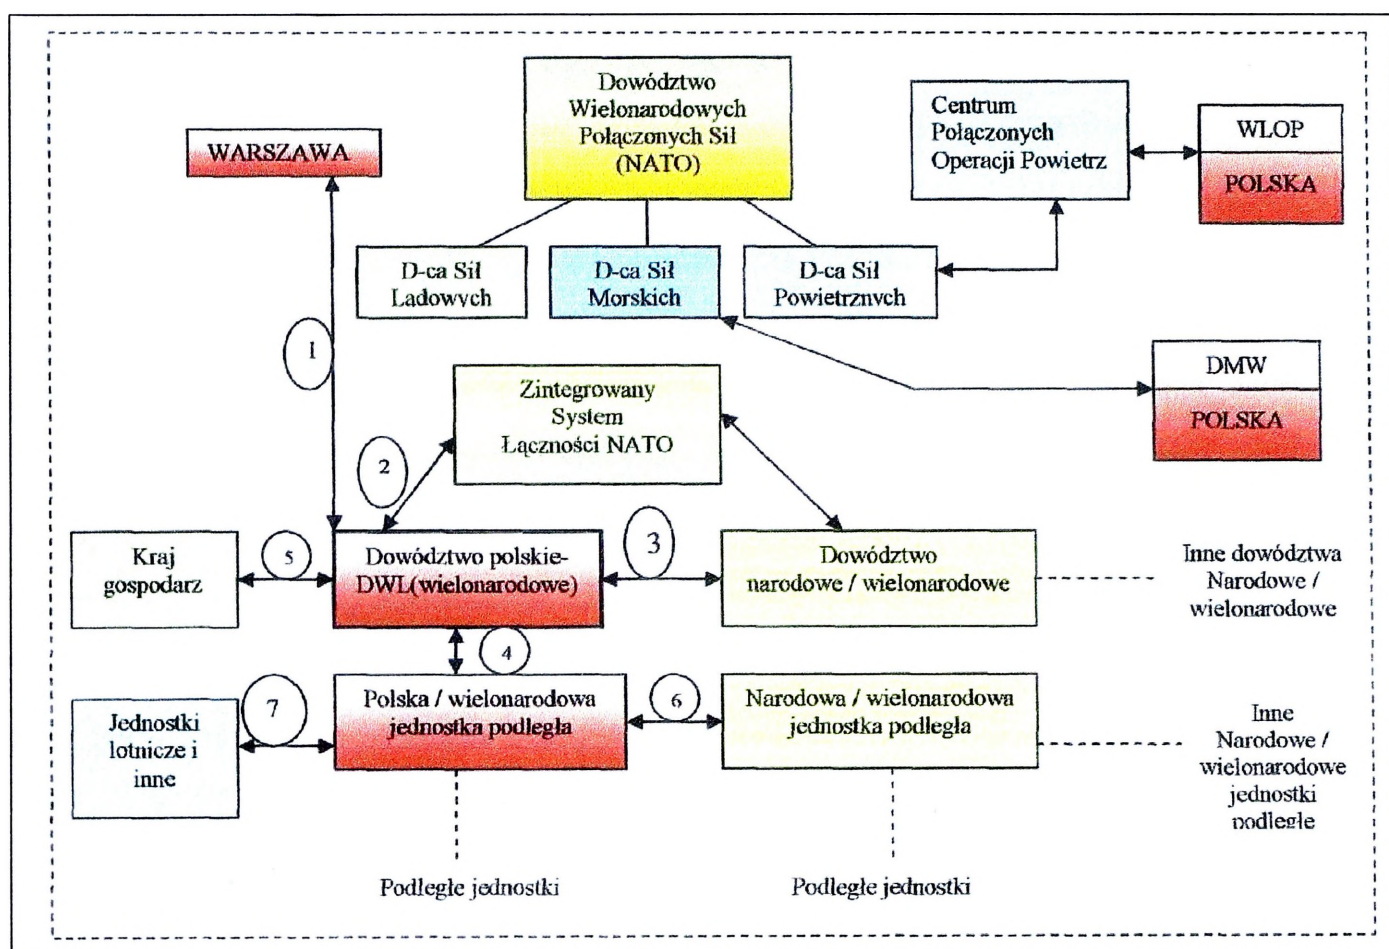 Dowództwo
Wielonarodowych
Połączonych Sił
(NATO)
Centrum
Połączonych
Operacji Powietrz
WLOP
POLSKA
WARSZAWA
D-ca Sił
Lądowych
D-ca Sił
Morskich
D-ca Sił
Powietrznych
1
DMW
POLSKA
Zintegrowany
System
Łączności NATO
2
Kraj
gospodarz
5
Dowództwo polskie-
DWL(wielonarodowe)
3
Dowództwo
narodowe / wielonarodowe
Inne dowództwa
Narodowe /
wielonarodowe
4
Jednostki
lotnicze i
inne
7
Polska / wielonarodowa
jednostka podległa
6
Narodowa / wielonarodowa
jednostka podległa
Inne
Narodowe /
wielonarodowe
jednostki
podległe
Podległe jednostki
Podległe jednostki